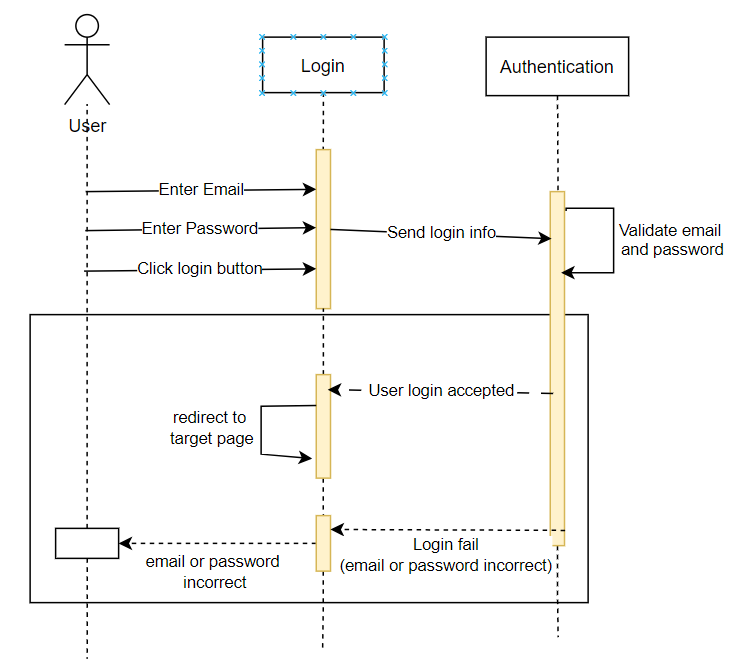 Login
Authentication
User
Enter Email
Enter Password
Send login info
Validate email
and password
Click login button
User login accepted
redirect to
target page
Login fail
(email or password incorrect)
email or password
incorrect